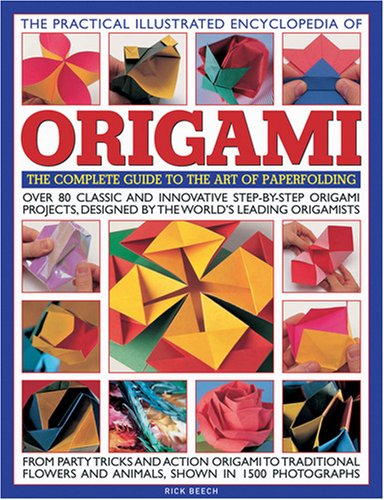 THE PRACTICAL ILLUSTRATED ENCYCLOPEDIA OF
ORIGAMI
THE COMPLETE GUIDE TO THE ART OF PAPERFOLDING
OVER 80 CLASSIC AND INNOVATIVE STEP-BY-STEP ORIGAMI
PROJECTS, DESIGNED BY THE WORLD'S LEADING ORIGAMISTS
FROM PARTY TRICKS AND ACTION ORIGAMI TO TRADITIONAL
FLOWERS AND ANIMALS, SHOWN IN 1500 PHOTOGRAPHS
RICK BEECH